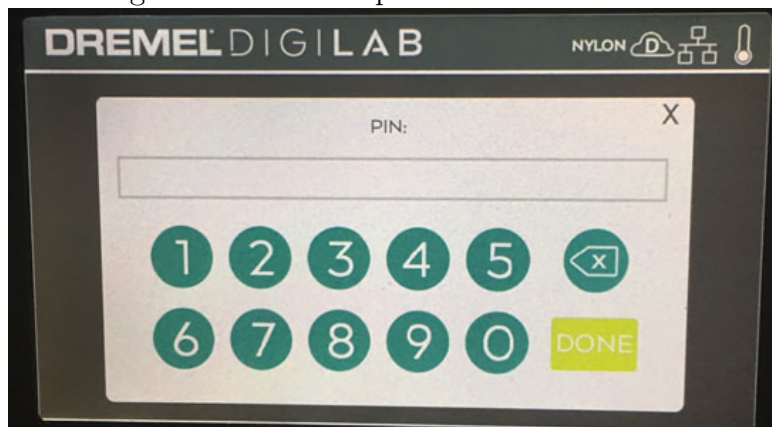 DREMEL DIGILAB NYLON D
PIN:
X
1 2 3 4 5 X
6 7 8 9 0 DONE